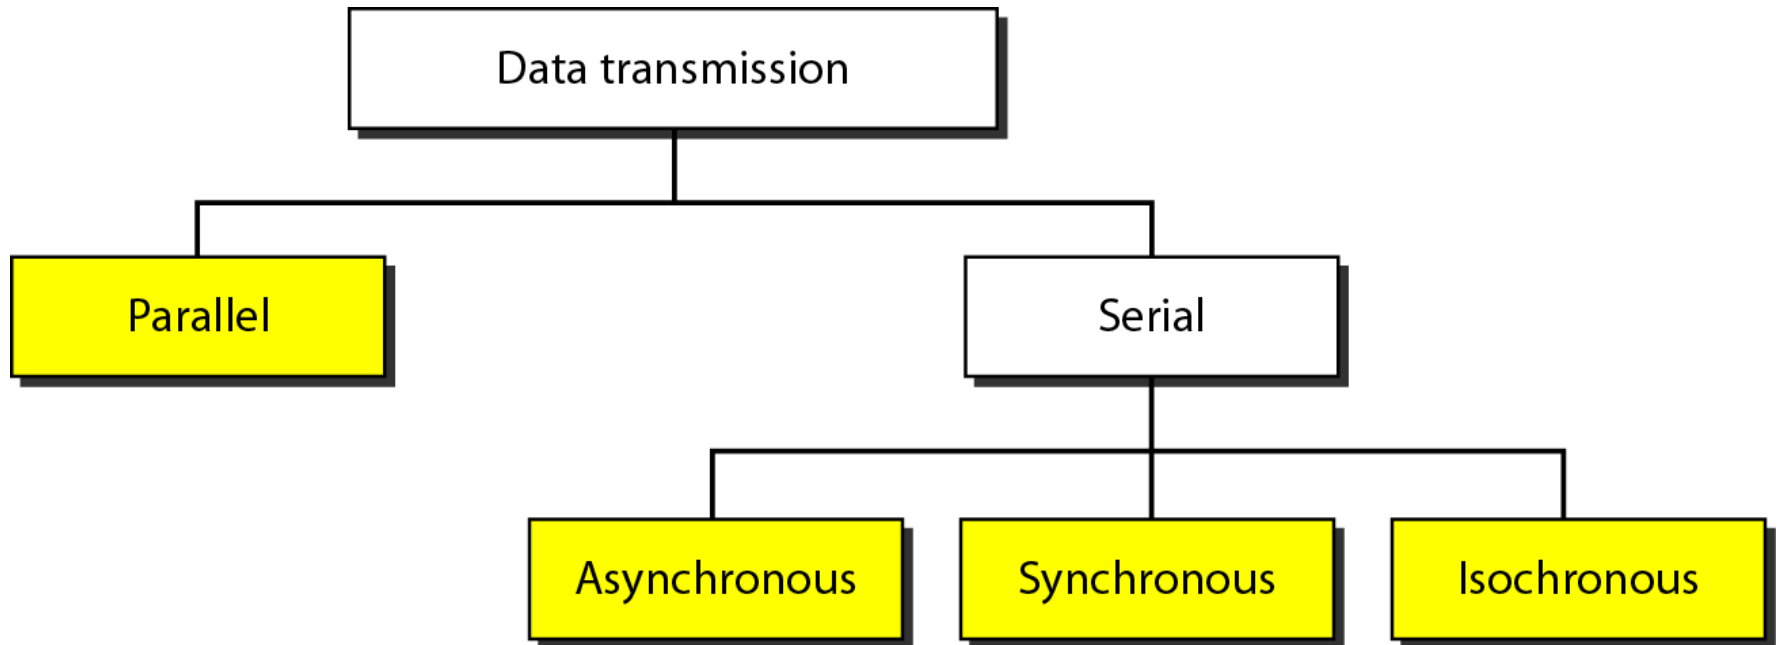 Data transmission
Parallel
Serial
Asynchronous
Synchronous
Isochronous